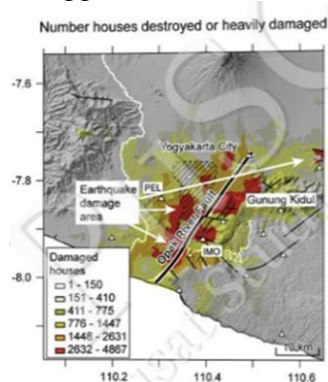 Number houses destroyed or heavily damaged
-7.6
Yogyakarta City
PEL
-7.8
Earthquake
damage
area
Gunung Kidul
Opak River Fault
IMO
Damaged
houses
1 - 150
151 - 410
411 - 775
776 - 1447
1448 - 2631
2632 - 4867
-8.0
10 km
110.2
110.4
110.6